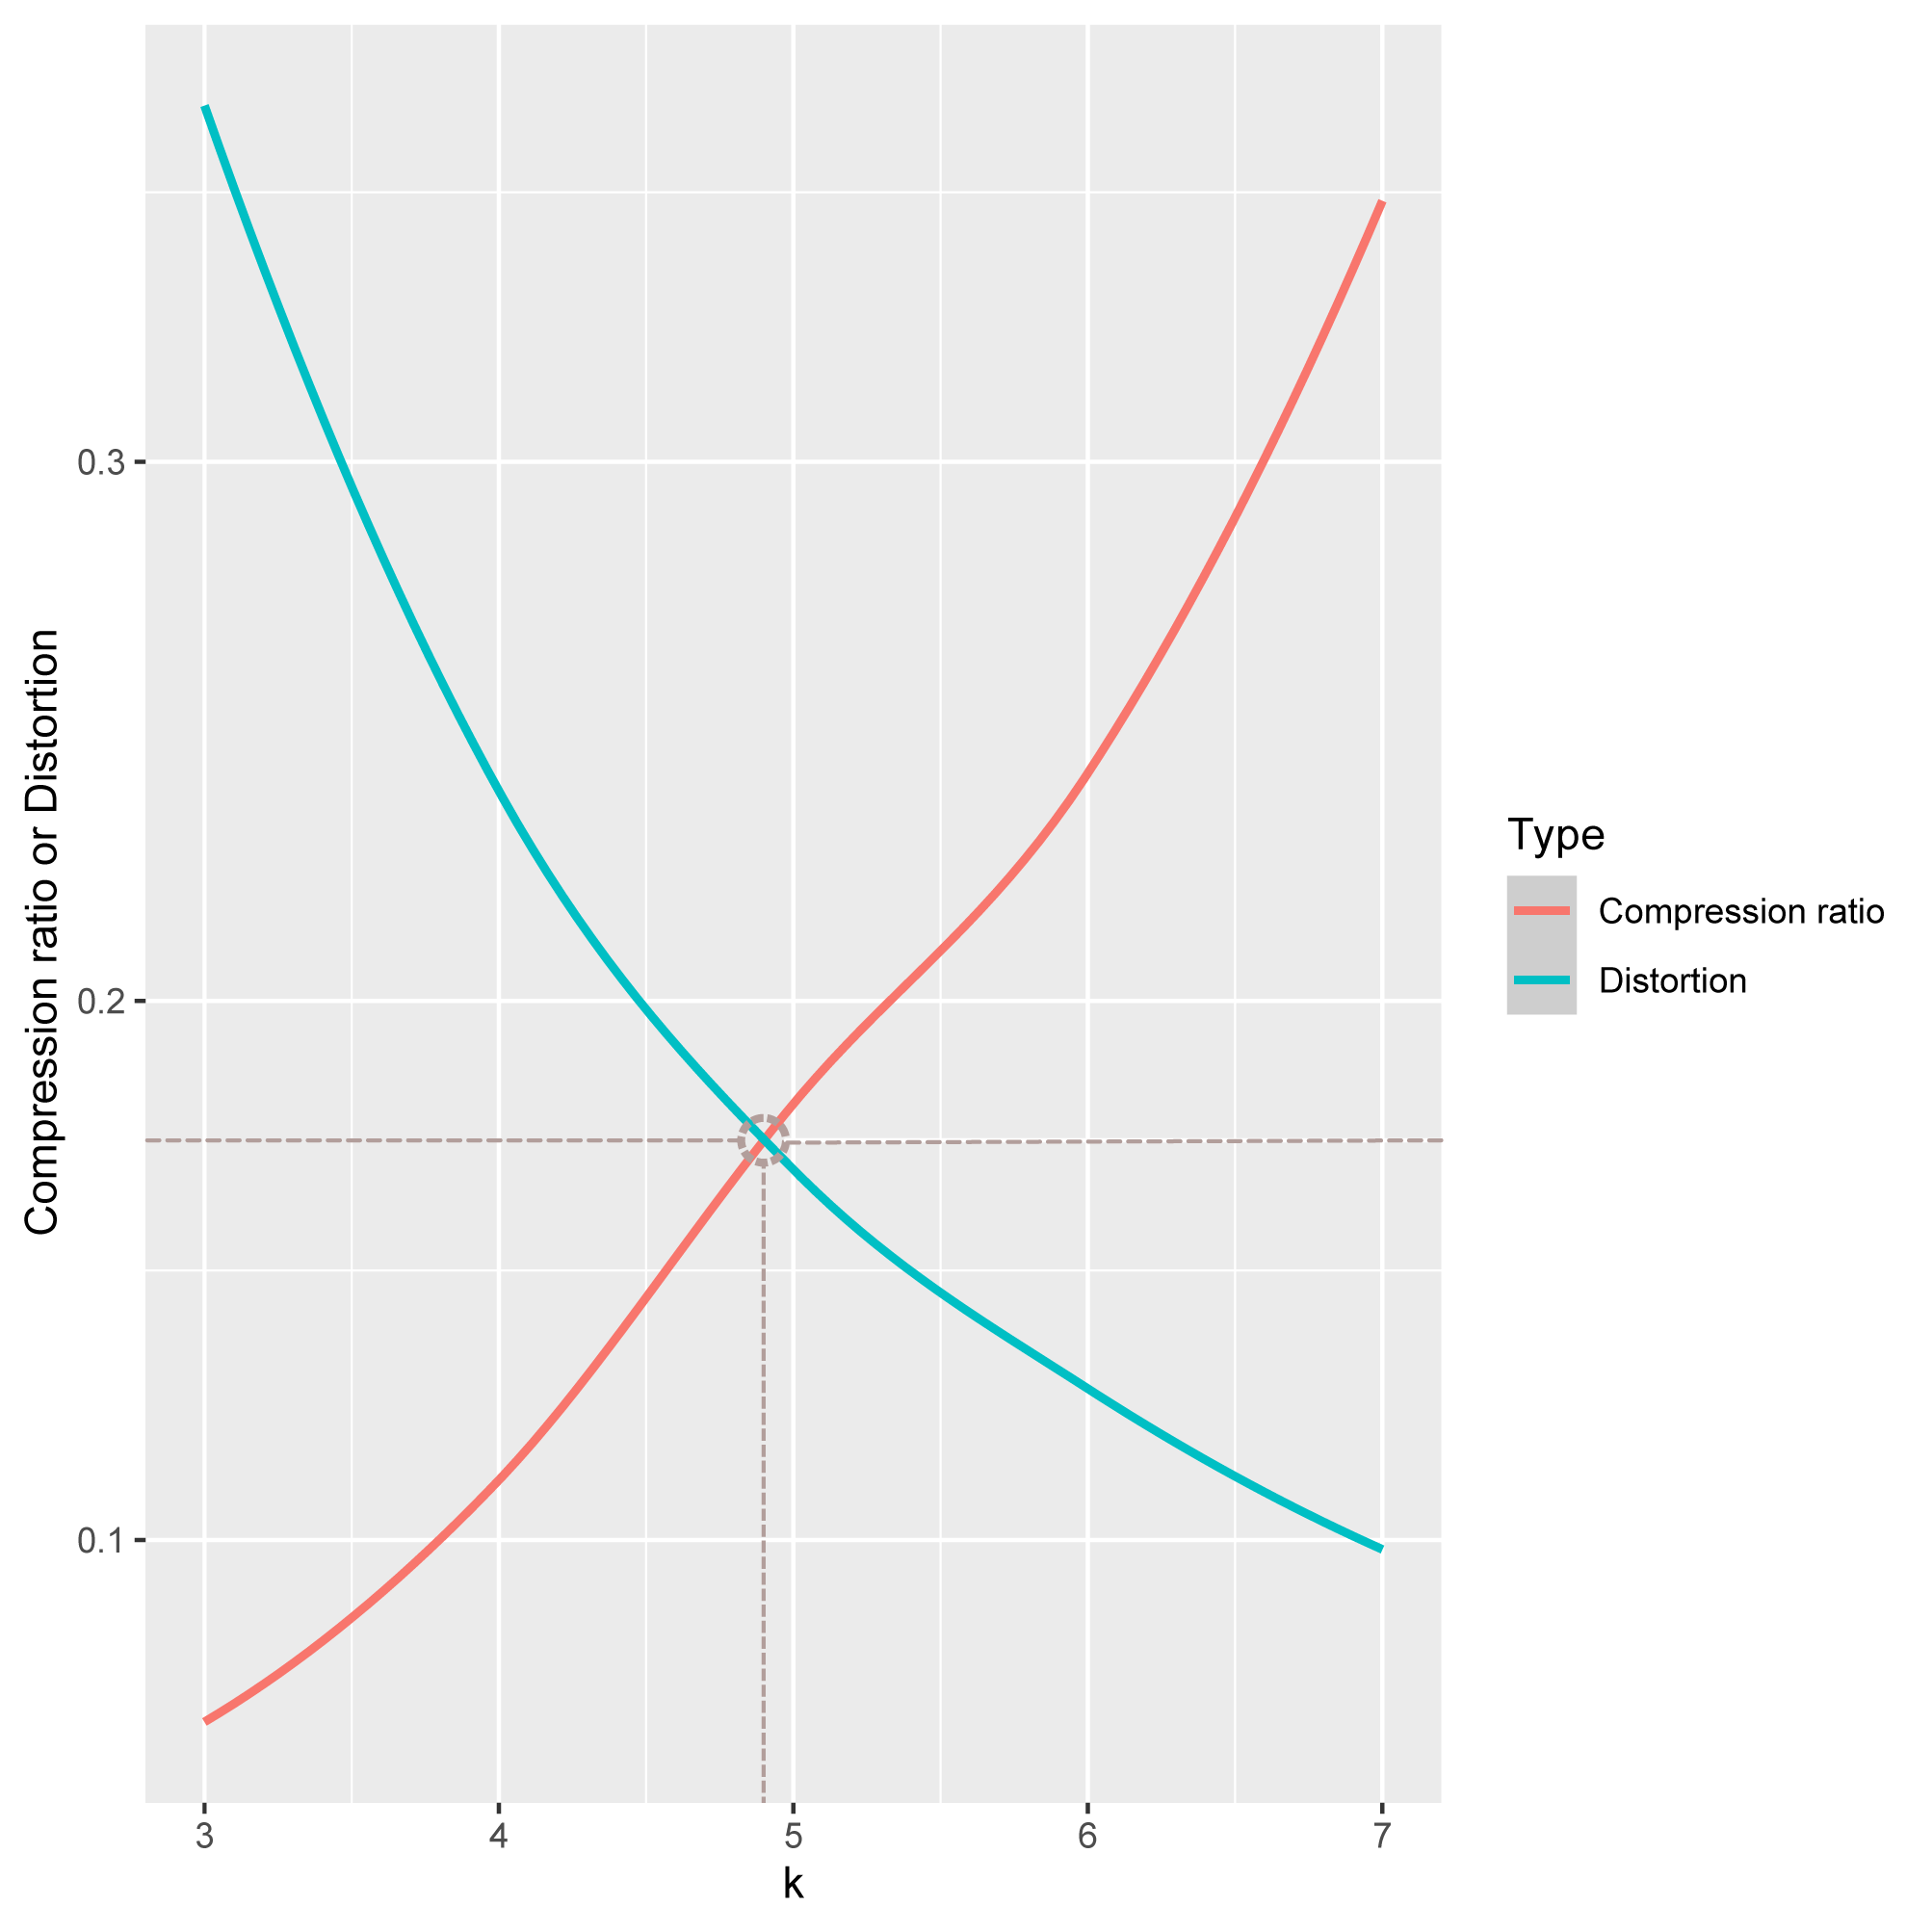 Compression ratio or Distortion
0.3
0.2
0.1
3 4 5 6 7
k
Type
Compression ratio
Distortion